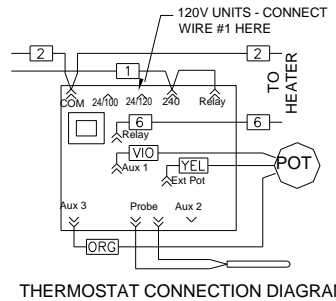 120V UNITS - CONNECT
WIRE #1 HERE
2
2
1
TO
HEATER
COM 24/100 24/120 240 Relay
6
6
Relay
VIO
Aux 1
YEL
POT
Ext Pot
Aux 3 Probe Aux 2
ORG
THERMOSTAT CONNECTION DIAGRA